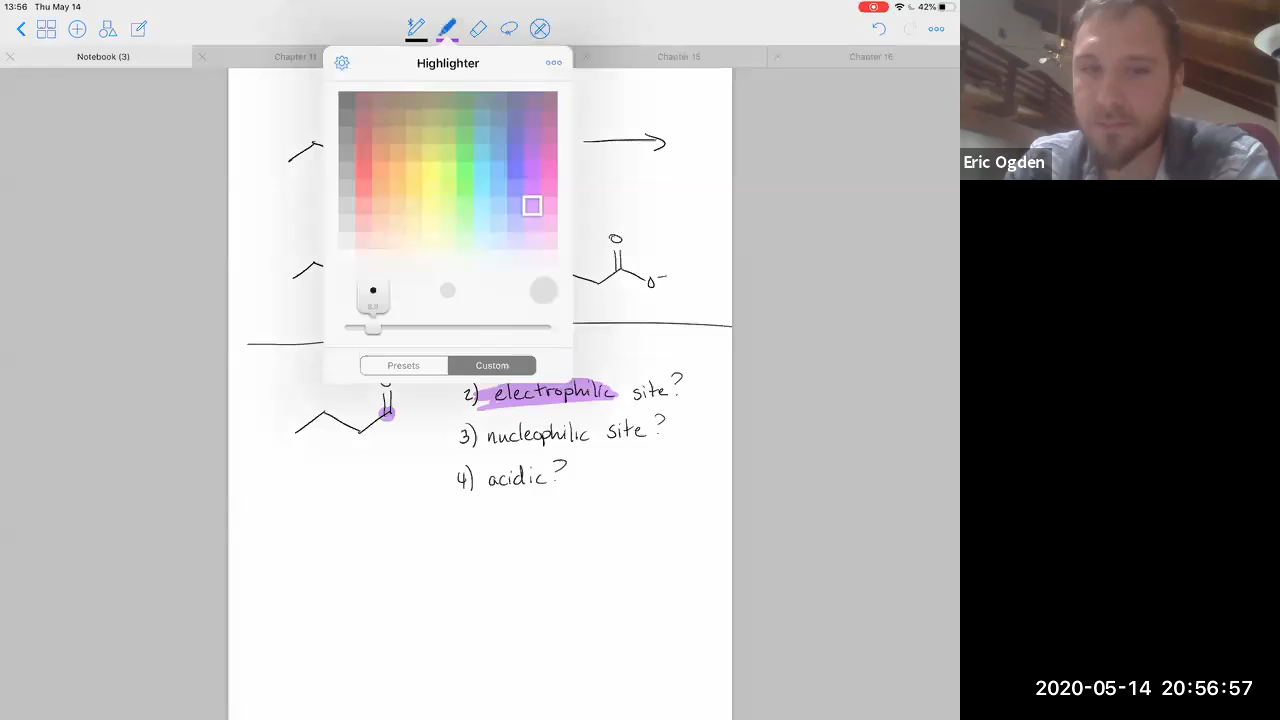 13:56 Thu May 14
42%
Notebook (3)
Chapter 11
Chapter 15
Chapter 16
Highlighter
Eric Ogden
O
O⁻
Presets Custom
2) electrophilic site?
3) nucleophilic site?
4) acidic?
2020-05-14 20:56:57